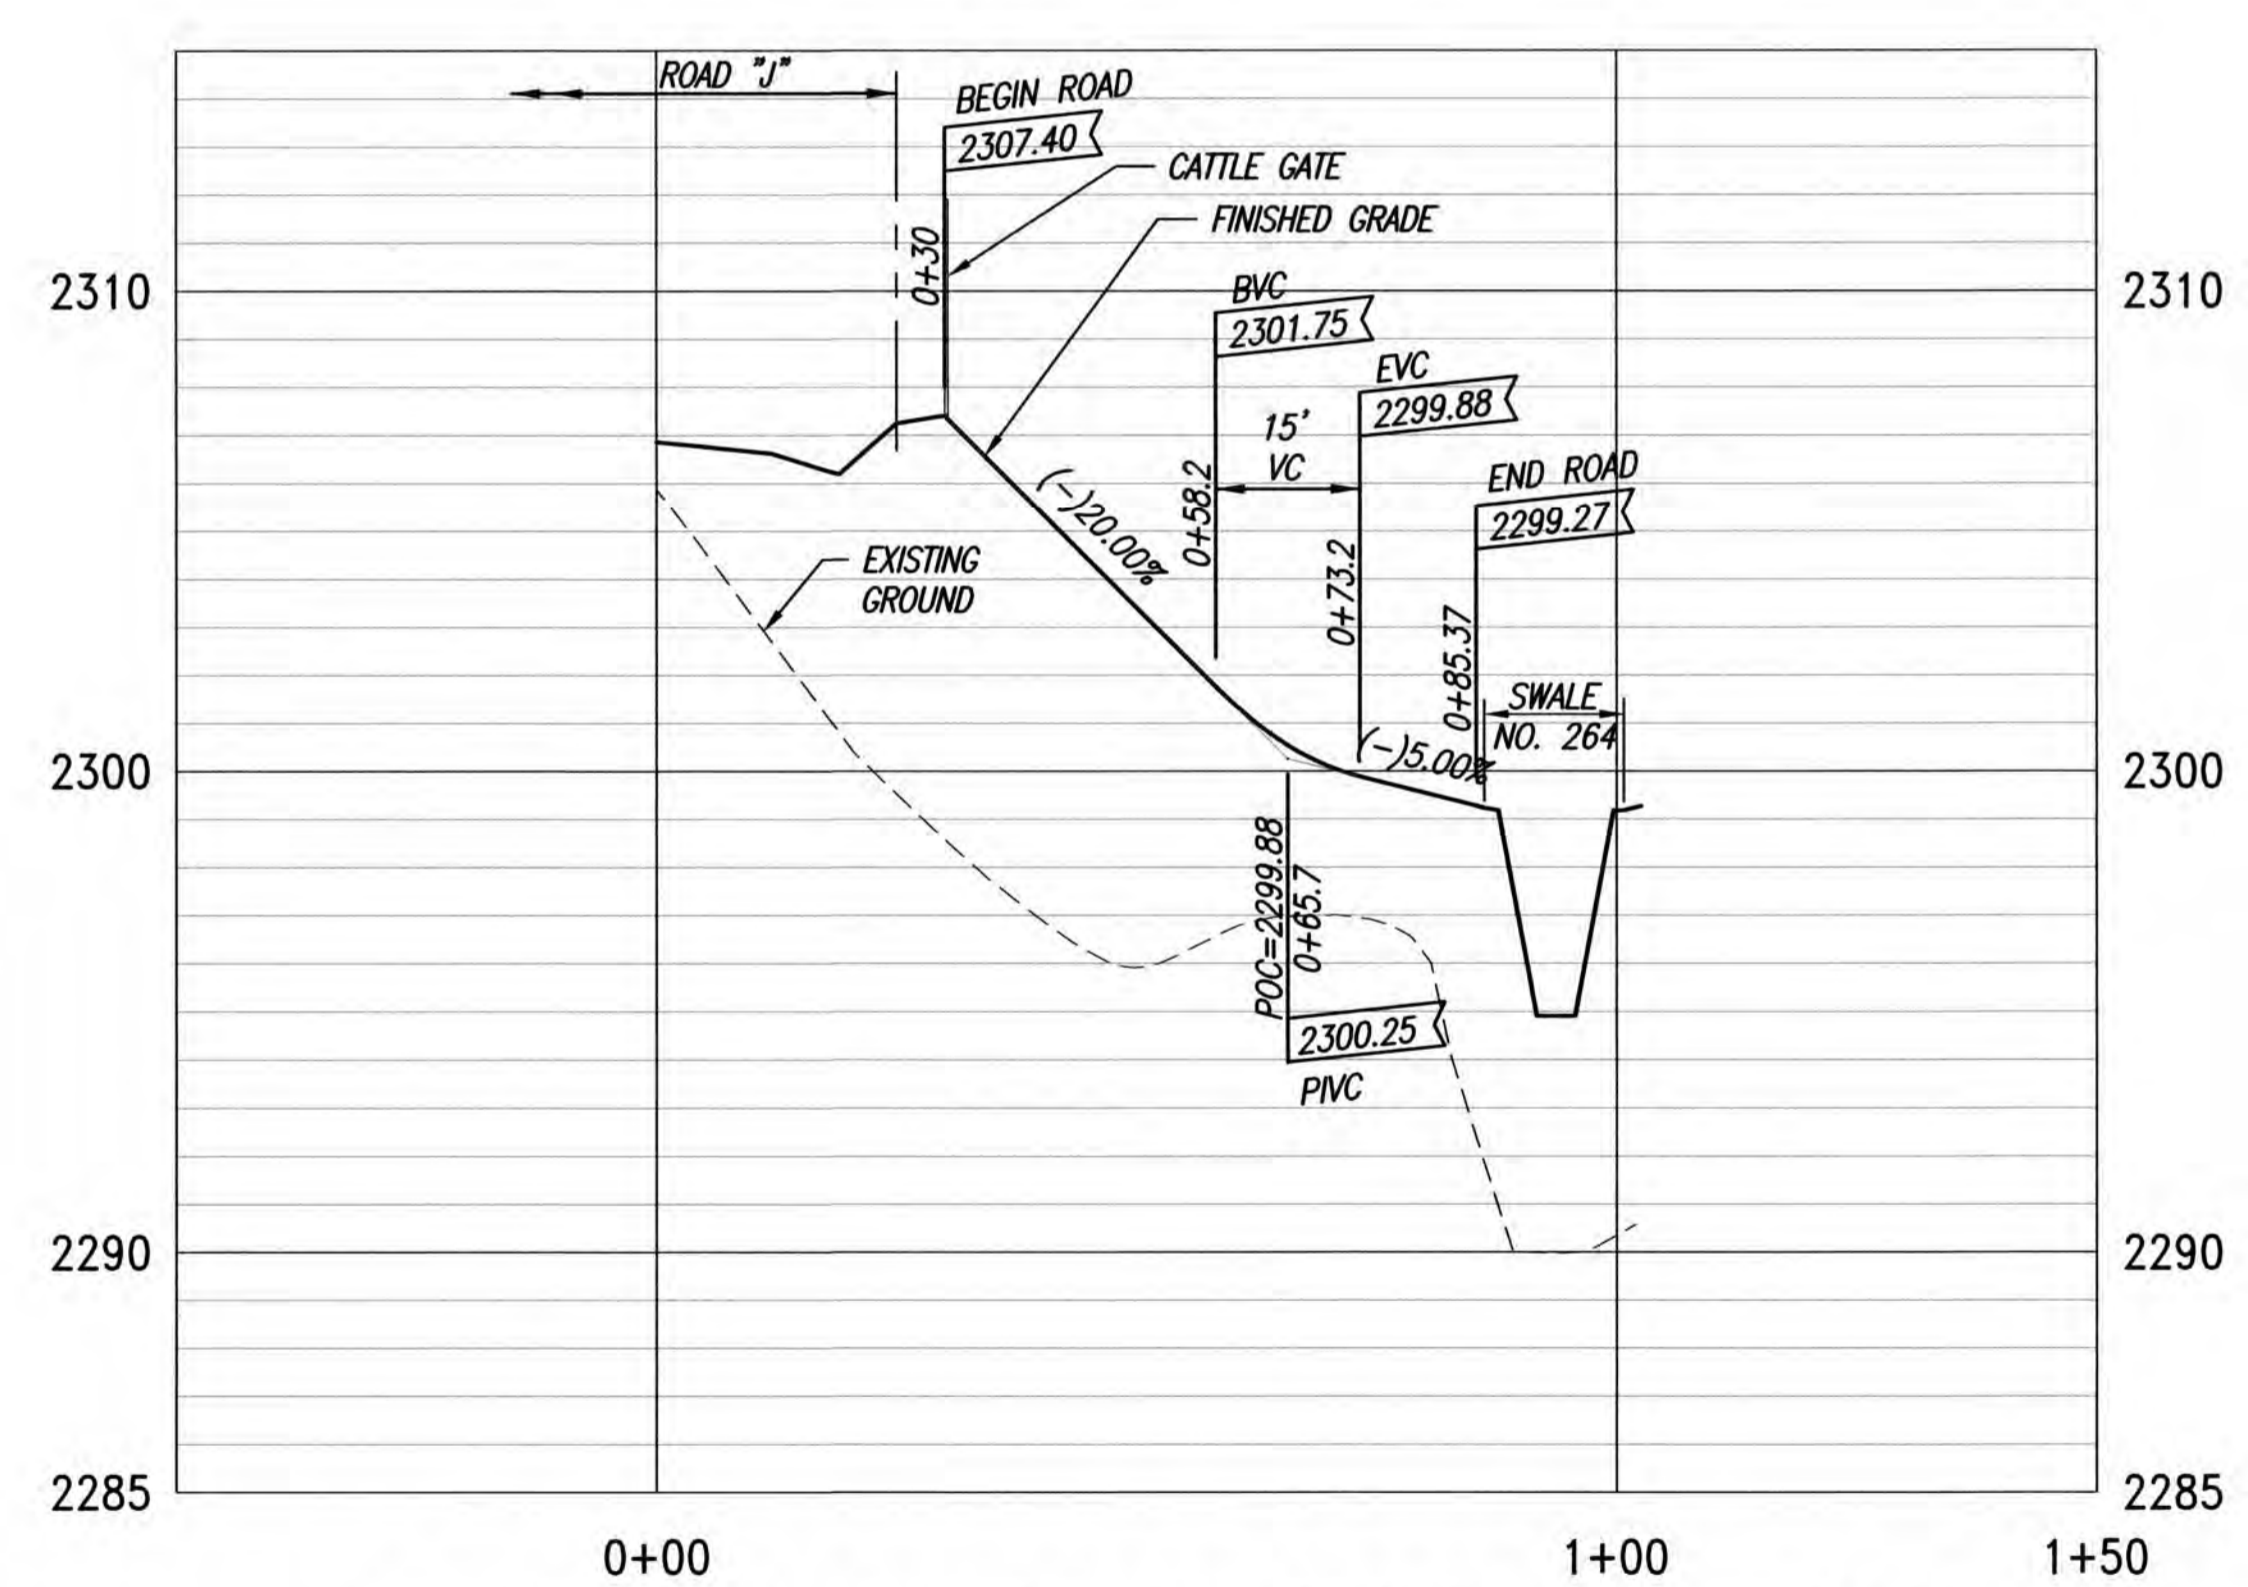 ROAD "J"
BEGIN ROAD
2307.40
CATTLE GATE
FINISHED GRADE
0+30
2310
2310
BVC
2301.75
EVC
2299.88
15'
VC
0+58.2
END ROAD
2299.27
(-)20.00%
0+73.2
EXISTING
GROUND
0+85.37
SWALE
NO. 264
(-)5.00%
2300
2300
POC=2299.88
0+65.7
2300.25
PIVC
2290
2290
2285
2285
0+00
1+00
1+50